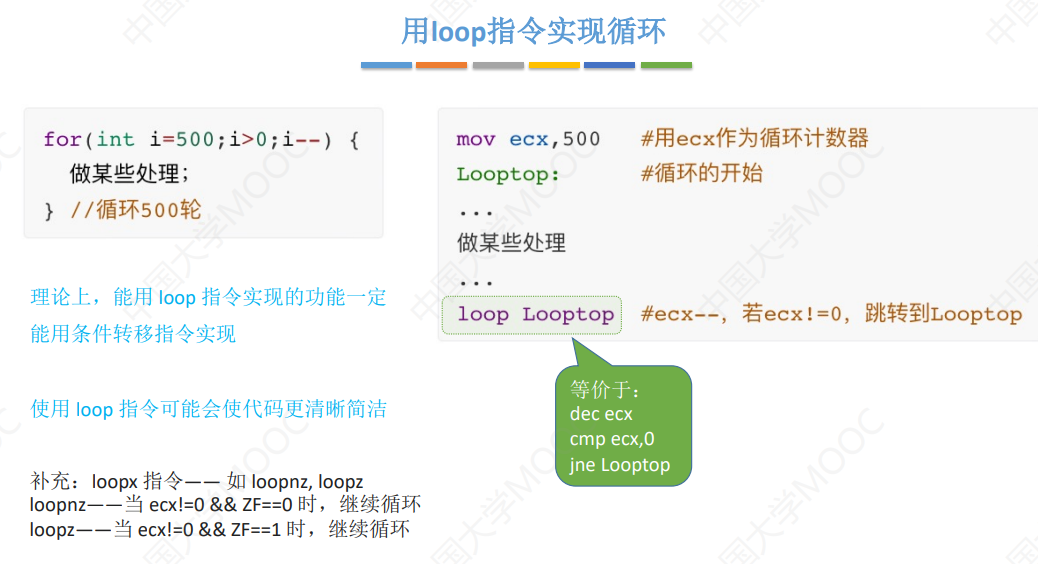 用loop指令实现循环
for(int i=500;i>0;i--) {
做某些处理;
} //循环500轮
mov ecx,500 #用ecx作为循环计数器
Looptop: #循环的开始
...
做某些处理
...
loop Looptop #ecx--, 若ecx!=0, 跳转到Looptop
等价于:
dec ecx
cmp ecx,0
jne Looptop
理论上，能用 loop 指令实现的功能一定
能用条件转移指令实现
使用 loop 指令可能会使代码更清晰简洁
补充：loopx 指令—— 如 loopnz, loopz
loopnz——当 ecx!=0 && ZF==0 时，继续循环
loopz——当 ecx!=0 && ZF==1 时，继续循环
中国大学MOOC